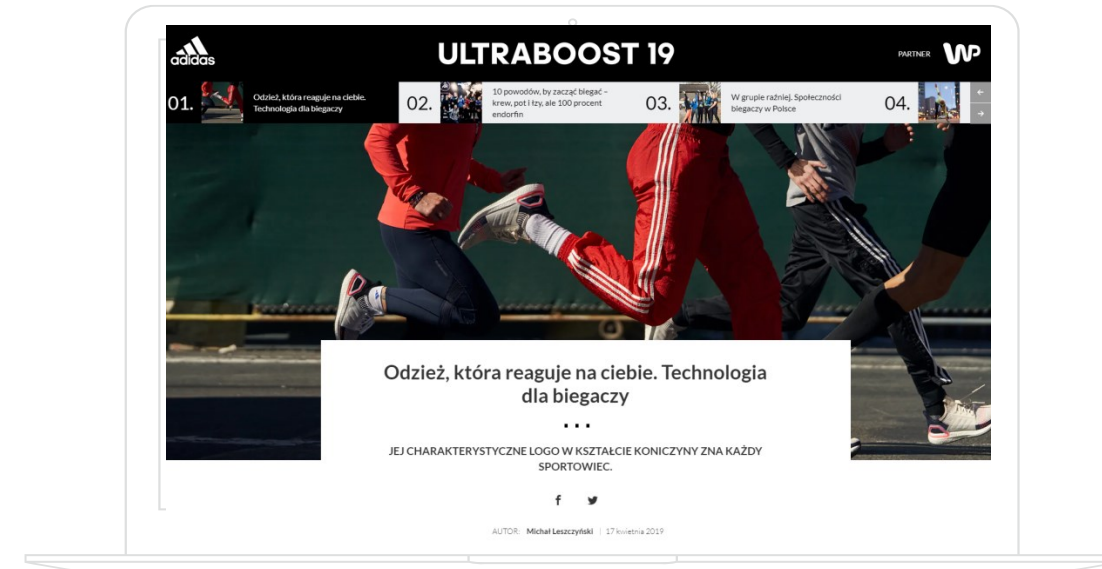 adidas
ULTRABOOST 19
PARTNER WP
01.
Odzież, która reaguje na ciebie.
Technologia dla biegaczy
02.
10 powodów, by zacząć biegać –
krew, pot i łzy, ale 100 procent
endorfin
03.
W grupie raźniej. Społeczności
biegaczy w Polsce
04.
Odzież, która reaguje na ciebie. Technologia
dla biegaczy
JEJ CHARAKTERYSTYCZNE LOGO W KSZTAŁCIE KONICZYNY ZNA KAŻDY
SPORTOWIEC.
AUTOR: Michał Leszczyński | 17 kwietnia 2019